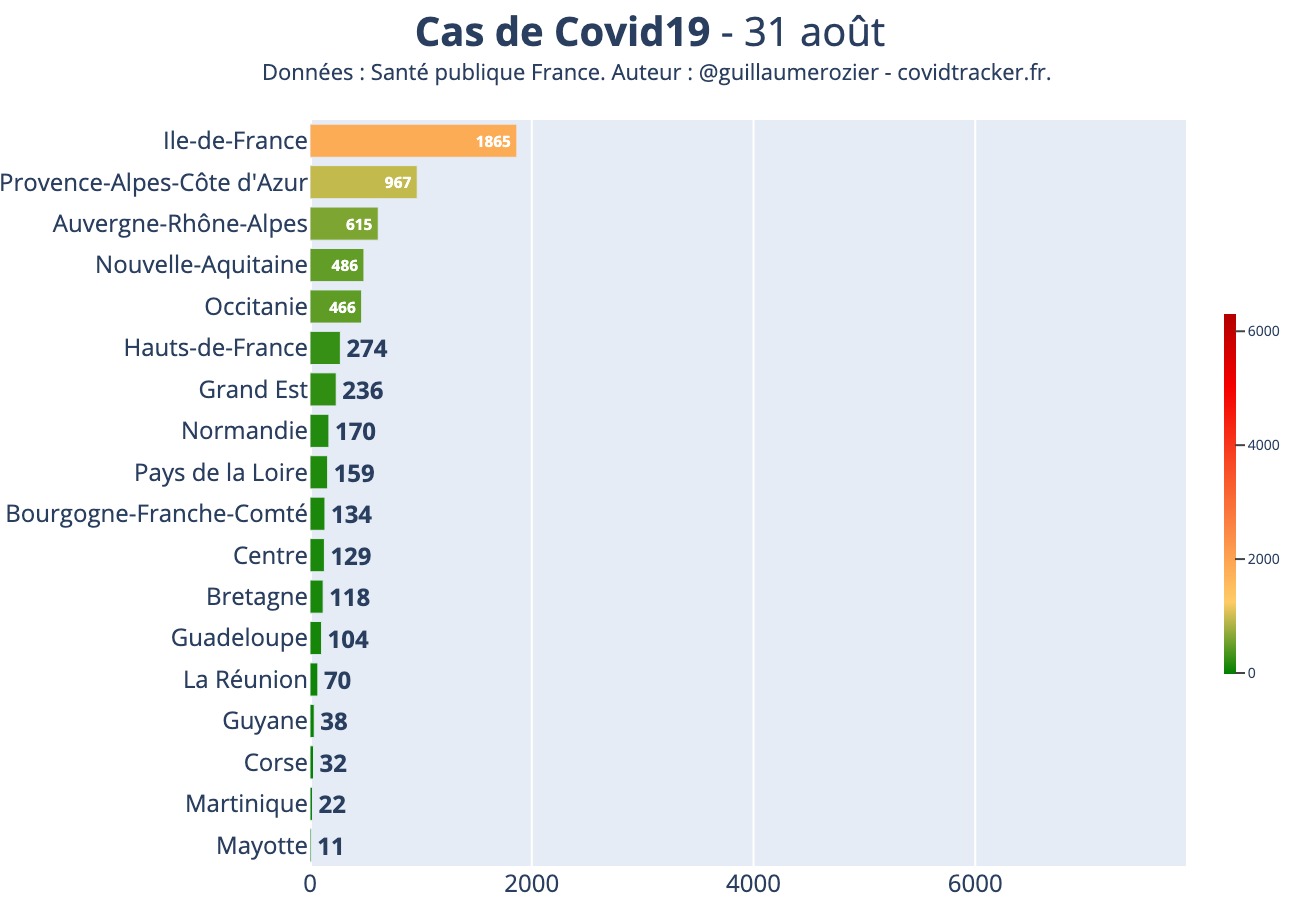 Cas de Covid19 - 31 août
Données : Santé publique France. Auteur : @guillaumerozier - covidtracker.fr.
Ile-de-France 1865
Provence-Alpes-Côte d'Azur 967
Auvergne-Rhône-Alpes 615
Nouvelle-Aquitaine 486
Occitanie 466
Hauts-de-France 274
Grand Est 236
Normandie 170
Pays de la Loire 159
Bourgogne-Franche-Comté 134
Centre 129
Bretagne 118
Guadeloupe 104
La Réunion 70
Guyane 38
Corse 32
Martinique 22
Mayotte 11
0 2000 4000 6000
6000
4000
2000
0